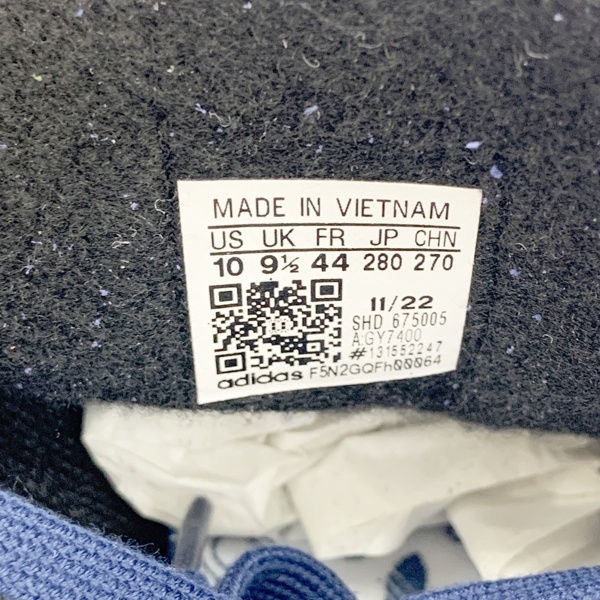 MADE IN VIETNAM
US UK FR JP CHN
10 9½ 44 280 270
11/22
SHD 675005
A:GY7400
#131552247
adidas F5N2GQFh00064